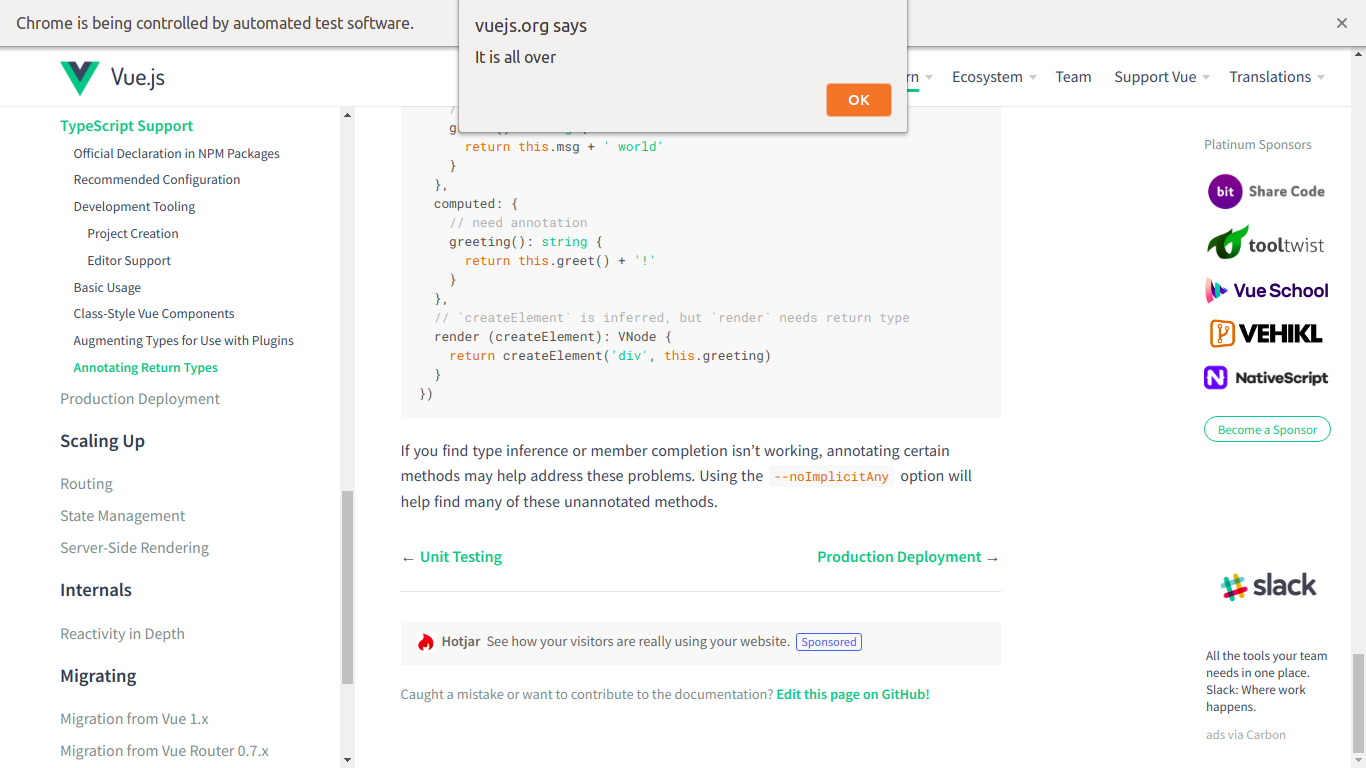 Chrome is being controlled by automated test software.
vuejs.org says
It is all over
OK
Vue.js
Ecosystem
Team
Support Vue
Translations
TypeScript Support
Official Declaration in NPM Packages
Recommended Configuration
Development Tooling
Project Creation
Editor Support
Basic Usage
Class-Style Vue Components
Augmenting Types for Use with Plugins
Annotating Return Types
Production Deployment
Scaling Up
Routing
State Management
Server-Side Rendering
Internals
Reactivity in Depth
Migrating
Migration from Vue 1.x
Migration from Vue Router 0.7.x
return this.msg + ' world'
}
},
computed: {
// need annotation
greeting(): string {
return this.greet() + '!'
}
},
// `createElement` is inferred, but `render` needs return type
render (createElement): VNode {
return createElement('div', this.greeting)
}
})
If you find type inference or member completion isn’t working, annotating certain
methods may help address these problems. Using the --noImplicitAny option will
help find many of these unannotated methods.
← Unit Testing
Production Deployment →
Hotjar See how your visitors are really using your website. Sponsored
Caught a mistake or want to contribute to the documentation? Edit this page on GitHub!
Platinum Sponsors
bit Share Code
tooltwist
Vue School
VEHIKL
NativeScript
Become a Sponsor
slack
All the tools your team
needs in one place.
Slack: Where work
happens.
ads via Carbon